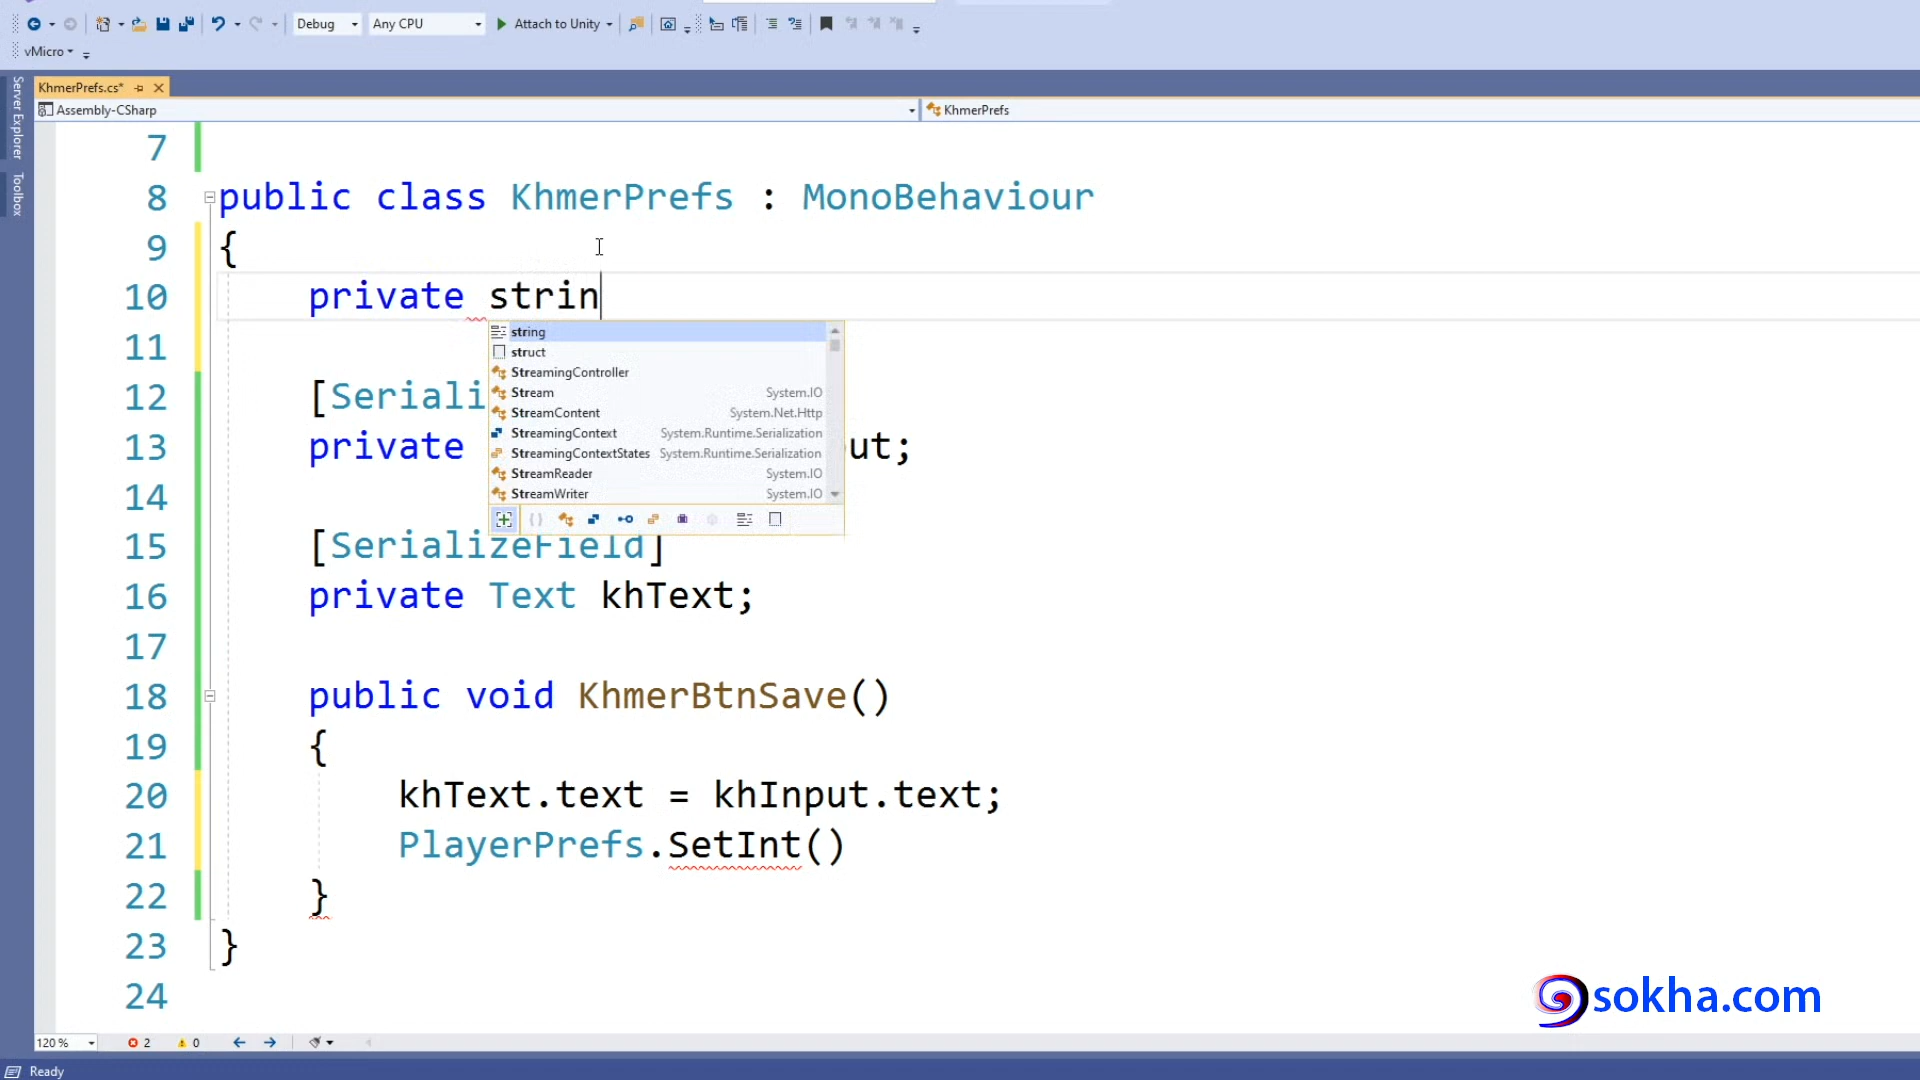 Debug
Any CPU
Attach to Unity
vMicro
Server Explorer
Toolbox
KhmerPrefs.cs*
Assembly-CSharp
KhmerPrefs
7
8 public class KhmerPrefs : MonoBehaviour
9 {
10 private strin
11
12 [Seriali
13 private ut;
14
15 [SerializeField]
16 private Text khText;
17
18 public void KhmerBtnSave()
19 {
20 khText.text = khInput.text;
21 PlayerPrefs.SetInt()
22 }
23 }
24
string
struct
StreamingController
Stream System.IO
StreamContent System.Net.Http
StreamingContext System.Runtime.Serialization
StreamingContextStates System.Runtime.Serialization
StreamReader System.IO
StreamWriter System.IO
sokha.com
120 % 2 0
Ready